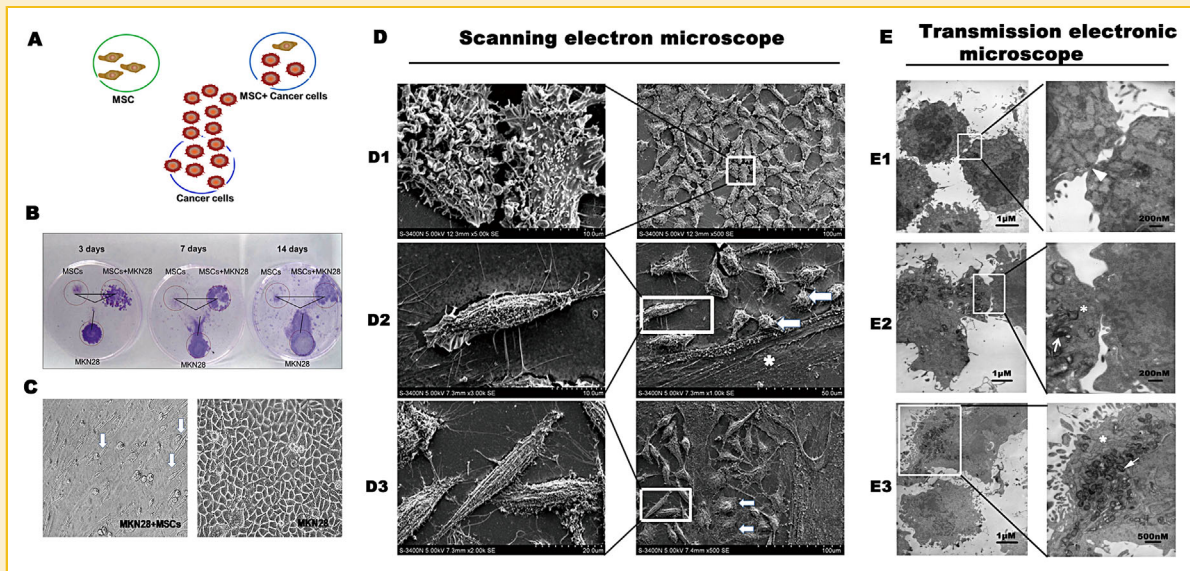 A
MSC
MSC+ Cancer cells
Cancer cells
B
3 days
7 days
14 days
MSCs
MSCs+MKN28
MSCs
MSCs+MKN28
MSCs
MSCs+MKN28
MKN28
MKN28
MKN28
C
MKN28+MSCs
MKN28
D
Scanning electron microscope
D1
S-3400N 5.00kV 12.3mm x5.00k SE
10.0um
S-3400N 5.00kV 12.3mm x500 SE
100um
D2
S-3400N 5.00kV 7.3mm x3.00k SE
10.0um
S-3400N 5.00kV 7.3mm x1.00k SE
50.0um
D3
S-3400N 5.00kV 7.3mm x2.00k SE
20.0um
S-3400N 5.00kV 7.4mm x500 SE
100um
E
Transmission electronic
microscope
E1
1μM
200nM
E2
1μM
200nM
E3
1μM
500nM